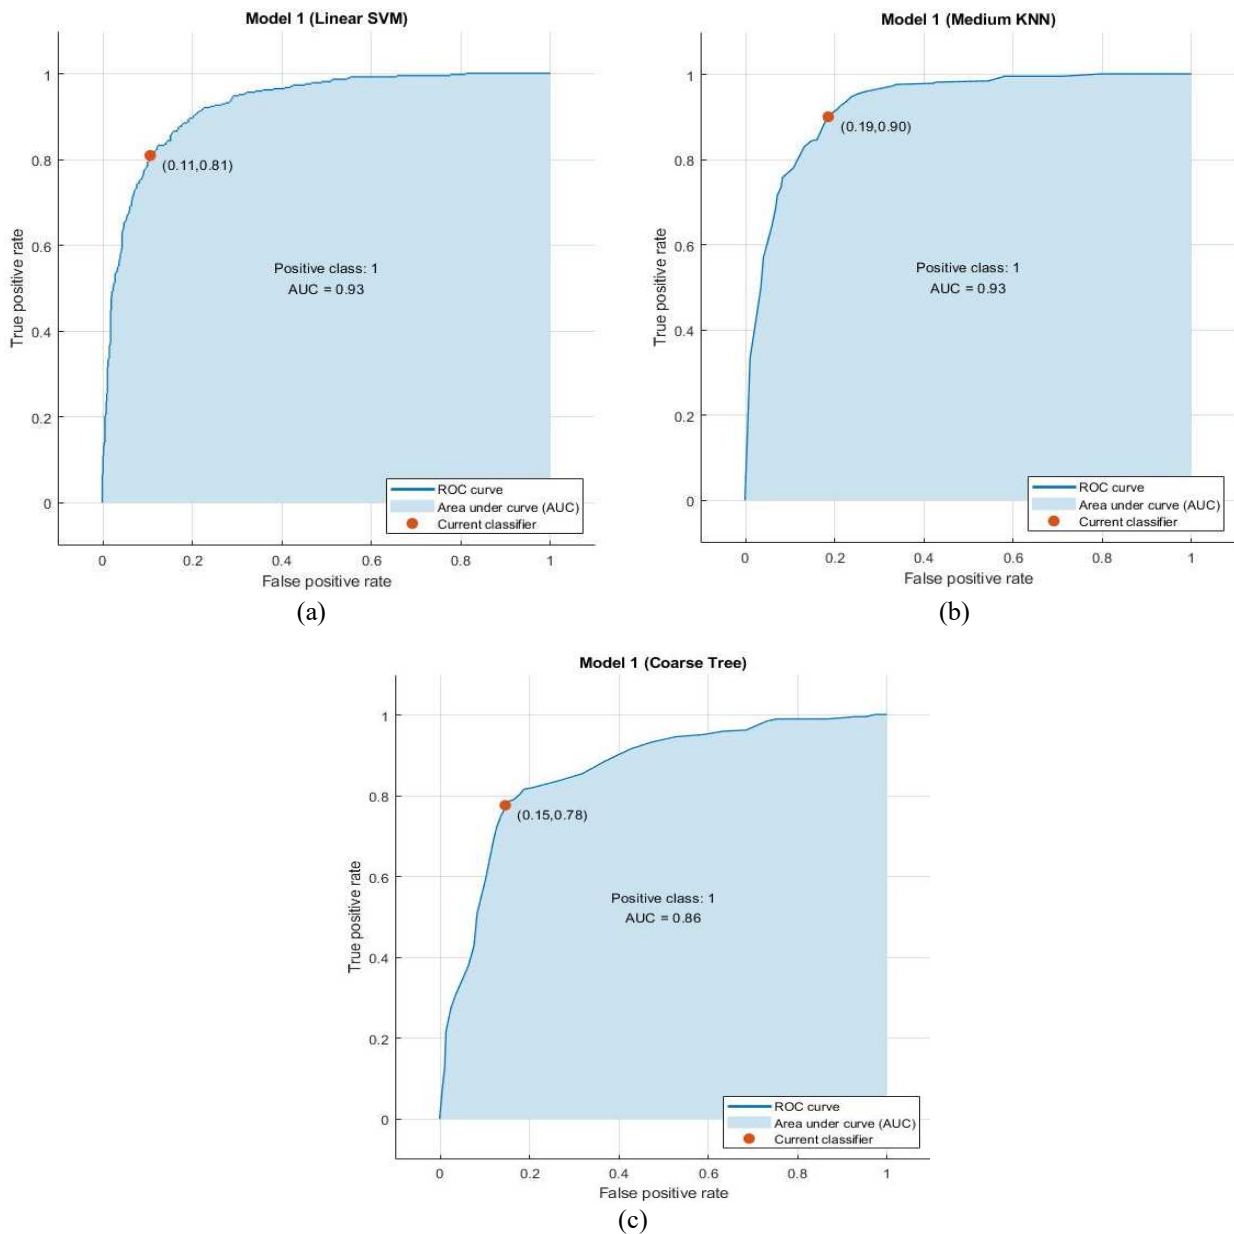 Model 1 (Linear SVM)
1
0.8
0.6
0.4
0.2
0
True positive rate
(0.11,0.81)
Positive class: 1
AUC = 0.93
ROC curve
Area under curve (AUC)
Current classifier
0 0.2 0.4 0.6 0.8 1
False positive rate
(a)
Model 1 (Medium KNN)
1
0.8
0.6
0.4
0.2
0
True positive rate
(0.19,0.90)
Positive class: 1
AUC = 0.93
ROC curve
Area under curve (AUC)
Current classifier
0 0.2 0.4 0.6 0.8 1
False positive rate
(b)
Model 1 (Coarse Tree)
1
0.8
0.6
0.4
0.2
0
True positive rate
(0.15,0.78)
Positive class: 1
AUC = 0.86
ROC curve
Area under curve (AUC)
Current classifier
0 0.2 0.4 0.6 0.8 1
False positive rate
(c)